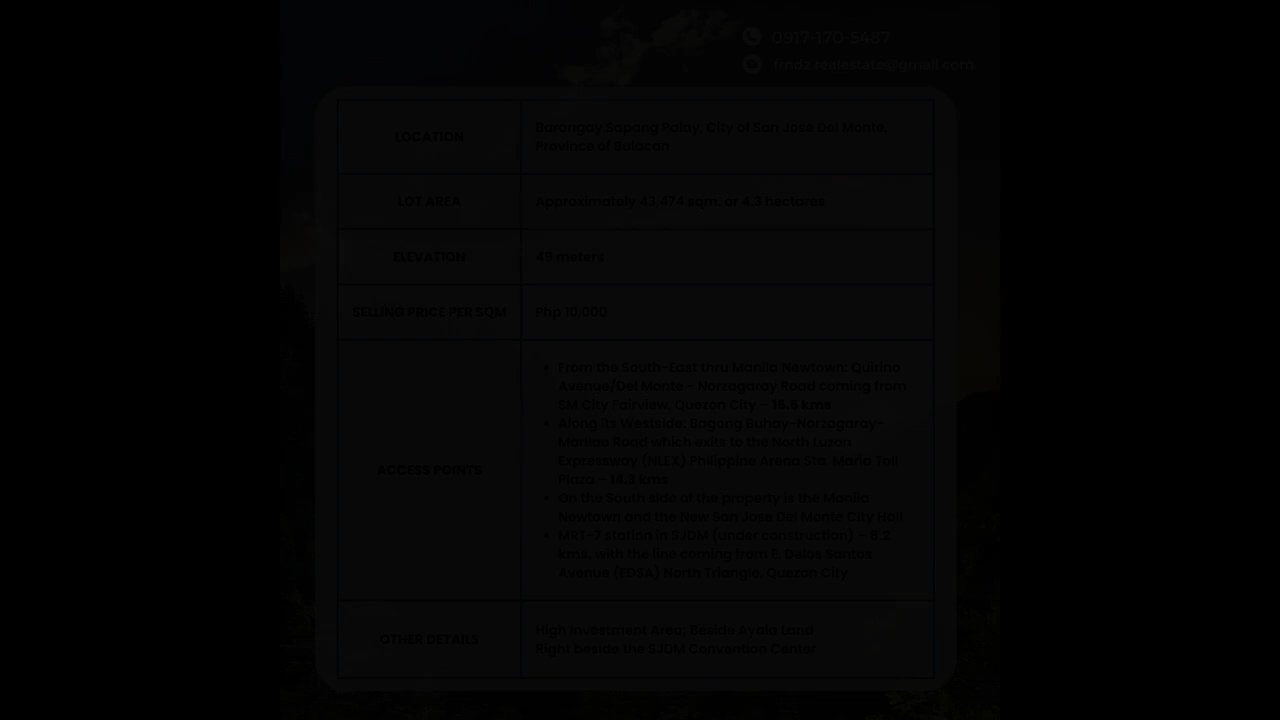 0917-170-5487
fmdzrealestate@gmail.com
LOCATION
Barangay Sapang Palay, City of San Jose Del Monte,
Province of Bulacan
LOT AREA
Approximately 43,474 sqm. or 4.3 hectares
ELEVATION
49 meters
SELLING PRICE PER SQM
Php 10,000
ACCESS POINTS
• From the South-East thru Manila Newtown: Quirino
Avenue/Del Monte - Norzagaray Road coming from
SM City Fairview, Quezon City – 16.5 kms
• Along its Westside: Bagong Buhay-Norzagaray-
Marilao Road which exits to the North Luzon
Expressway (NLEX) Philippine Arena Sta. Maria Toll
Plaza – 14.3 kms
• On the South side of the property is the Manila
Newtown and the New San Jose Del Monte City Hall
• MRT-7 station in SJDM (under construction) – 8.2
kms. with the line coming from E. Delos Santos
Avenue (EDSA) North Triangle, Quezon City
OTHER DETAILS
High Investment Area; Beside Ayala Land
Right beside the SJDM Convention Center